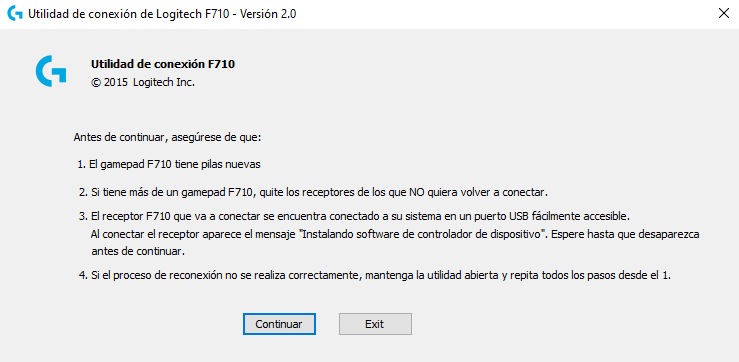 Utilidad de conexión de Logitech F710 - Versión 2.0
Utilidad de conexión F710
© 2015 Logitech Inc.
Antes de continuar, asegúrese de que:
1. El gamepad F710 tiene pilas nuevas
2. Si tiene más de un gamepad F710, quite los receptores de los que NO quiera volver a conectar.
3. El receptor F710 que va a conectar se encuentra conectado a su sistema en un puerto USB fácilmente accesible.
Al conectar el receptor aparece el mensaje "Instalando software de controlador de dispositivo". Espere hasta que desaparezca
antes de continuar.
4. Si el proceso de reconexión no se realiza correctamente, mantenga la utilidad abierta y repita todos los pasos desde el 1.
Continuar
Exit